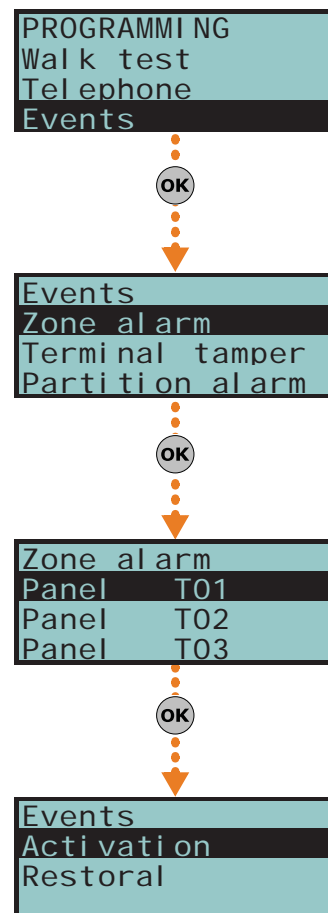 PROGRAMMING
Walk test
Telephone
Events
OK
Events
Zone alarm
Terminal tamper
Partition alarm
OK
Zone alarm
Panel T01
Panel T02
Panel T03
OK
Events
Activation
Restoral